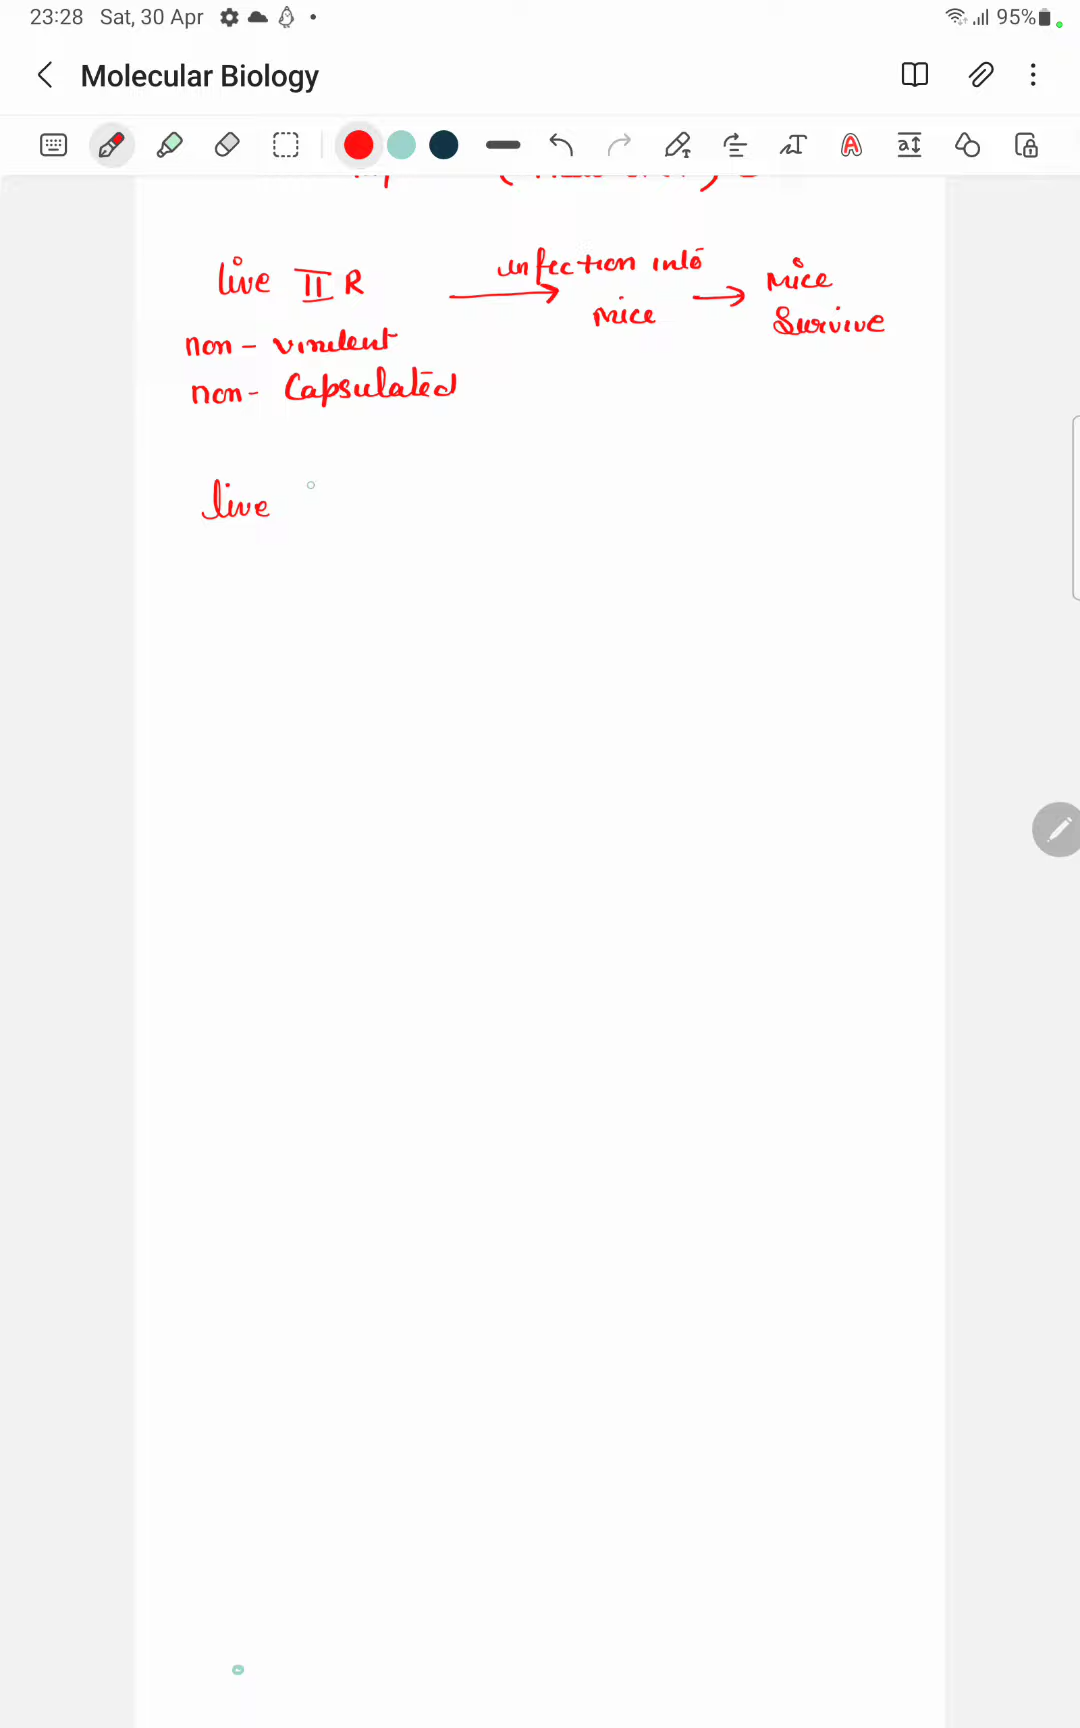 23:28 Sat, 30 Apr 95%
Molecular Biology
live II R
infection into
mice
Mice
Survive
non - virulent
non - Capsulated
live